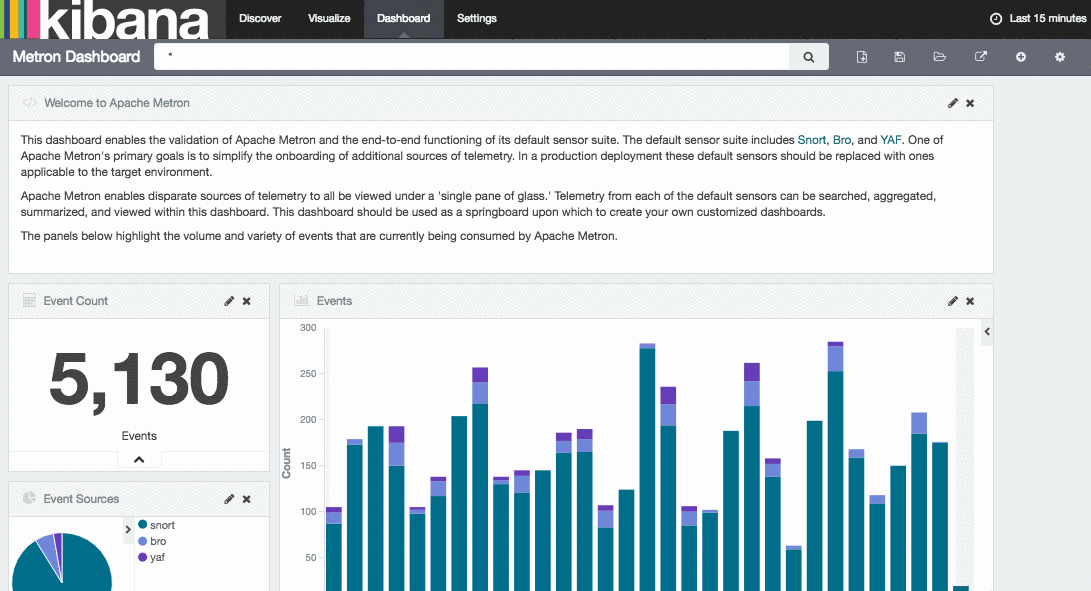 kibana Discover Visualize Dashboard Settings Last 15 minutes
Metron Dashboard *
</> Welcome to Apache Metron
This dashboard enables the validation of Apache Metron and the end-to-end functioning of its default sensor suite. The default sensor suite includes Snort, Bro, and YAF. One of
Apache Metron's primary goals is to simplify the onboarding of additional sources of telemetry. In a production deployment these default sensors should be replaced with ones
applicable to the target environment.
Apache Metron enables disparate sources of telemetry to all be viewed under a 'single pane of glass.' Telemetry from each of the default sensors can be searched, aggregated,
summarized, and viewed within this dashboard. This dashboard should be used as a springboard upon which to create your own customized dashboards.
The panels below highlight the volume and variety of events that are currently being consumed by Apache Metron.
Event Count
5,130
Events
Event Sources
snort
bro
yaf
Events
300
250
200
150
100
50
Count